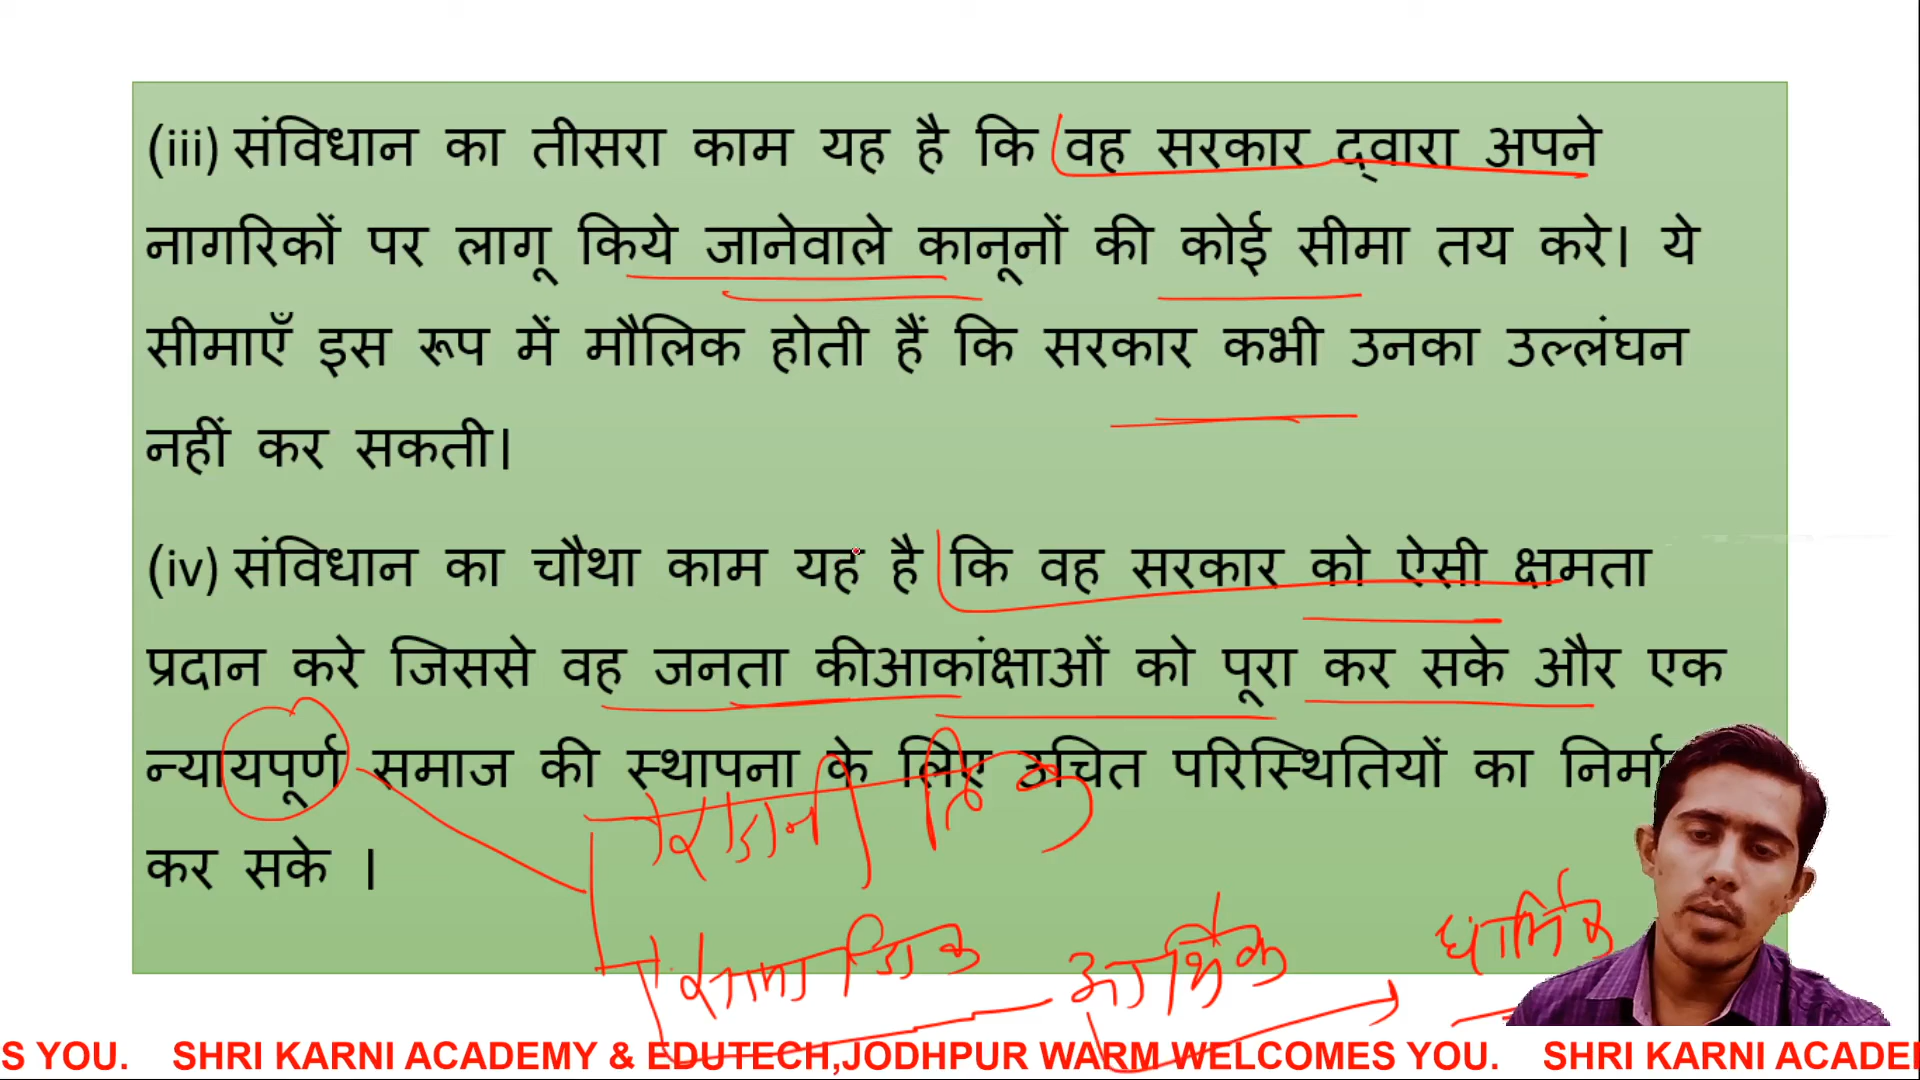 (iii) संविधान का तीसरा काम यह है कि वह सरकार द्वारा अपने
नागरिकों पर लागू किये जानेवाले कानूनों की कोई सीमा तय करे। ये
सीमाएँ इस रूप में मौलिक होती हैं कि सरकार कभी उनका उल्लंघन
नहीं कर सकती।
(iv) संविधान का चौथा काम यह है कि वह सरकार को ऐसी क्षमता
प्रदान करे जिससे वह जनता कीआकांक्षाओं को पूरा कर सके और एक
न्यायपूर्ण समाज की स्थापना के लिए उचित परिस्थितियों का
राजनीतिक
कर सके ।
सामाजिक आर्थिक धार्मिक
S YOU. SHRI KARNI ACADEMY & EDUTECH,JODHPUR WARM WELCOMES YOU. SHRI KARNI ACADE